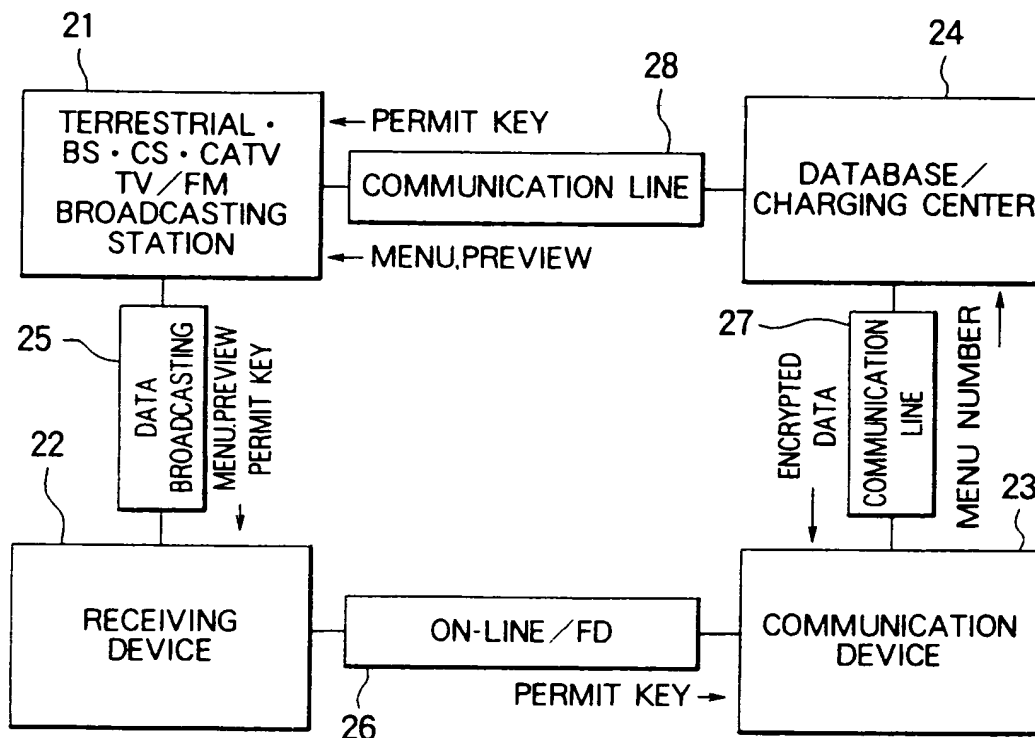 21
24
28
TERRESTRIAL・
BS・CS・CATV
TV/FM
BROADCASTING
STATION
←PERMIT KEY
COMMUNICATION LINE
←MENU,PREVIEW
DATABASE/
CHARGING CENTER
25
DATA
BROADCASTING
MENU,PREVIEW
PERMIT KEY
27
ENCRYPTED
DATA
COMMUNICATION
LINE
MENU NUMBER
22
23
RECEIVING
DEVICE
ON-LINE/FD
COMMUNICATION
DEVICE
PERMIT KEY→
26